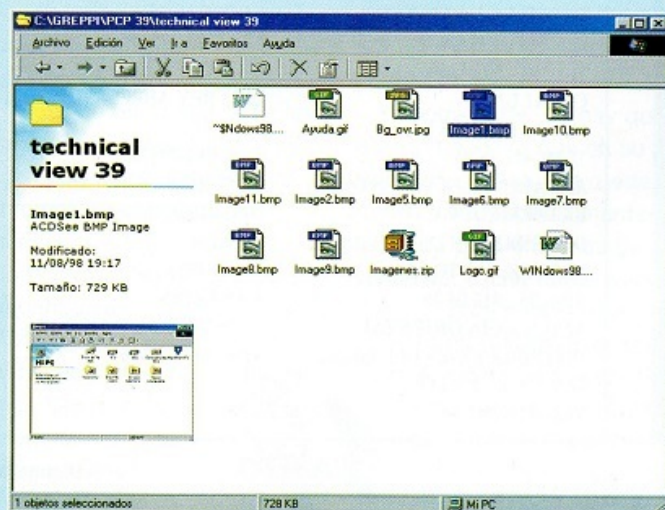 C:\GREPPI\PCP 39\technical view 39
Archivo Edición Ver Ir a Favoritos Ayuda
technical
view 39
Image1.bmp
ACDSee BMP Image
Modificado:
11/08/98 19:17
Tamaño: 729 KB
~$Ndows98.... Ayuda.gif Bg_ovr.jpg Image1.bmp Image10.bmp
Image11.bmp Image2.bmp Image5.bmp Image6.bmp Image7.bmp
Image8.bmp Image9.bmp Imagenes.zip Logo.gif WINdows98....
Mi PC
1 objetos seleccionados 728 KB Mi PC